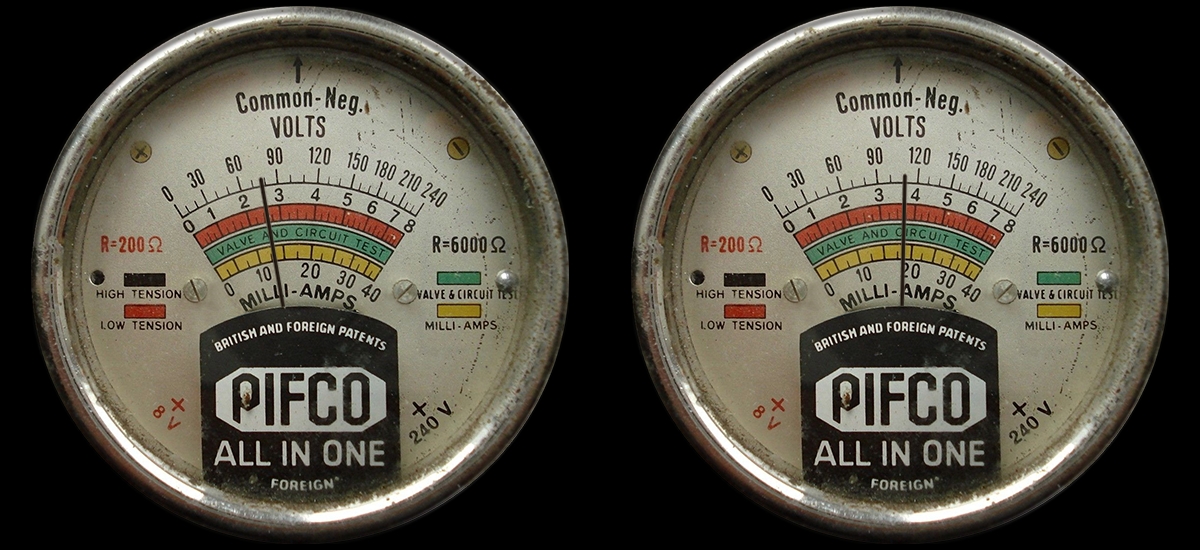 Common-Neg.
VOLTS
0 30 60 90 120 150 180 210 240
0 1 2 3 4 5 6 7 8
VALVE AND CIRCUIT TEST
0 10 20 30 40
MILLI-AMPS
R=200Ω
HIGH TENSION
LOW TENSION
R=6000Ω
VALVE & CIRCUIT TEST
MILLI-AMPS
BRITISH AND FOREIGN PATENTS
PIFCO
ALL IN ONE
FOREIGN
+
8 V
+
240 V
Common-Neg.
VOLTS
0 30 60 90 120 150 180 210 240
0 1 2 3 4 5 6 7 8
VALVE AND CIRCUIT TEST
0 10 20 30 40
MILLI-AMPS
R=200Ω
HIGH TENSION
LOW TENSION
R=6000Ω
VALVE & CIRCUIT TEST
MILLI-AMPS
BRITISH AND FOREIGN PATENTS
PIFCO
ALL IN ONE
FOREIGN
+
8 V
+
240 V